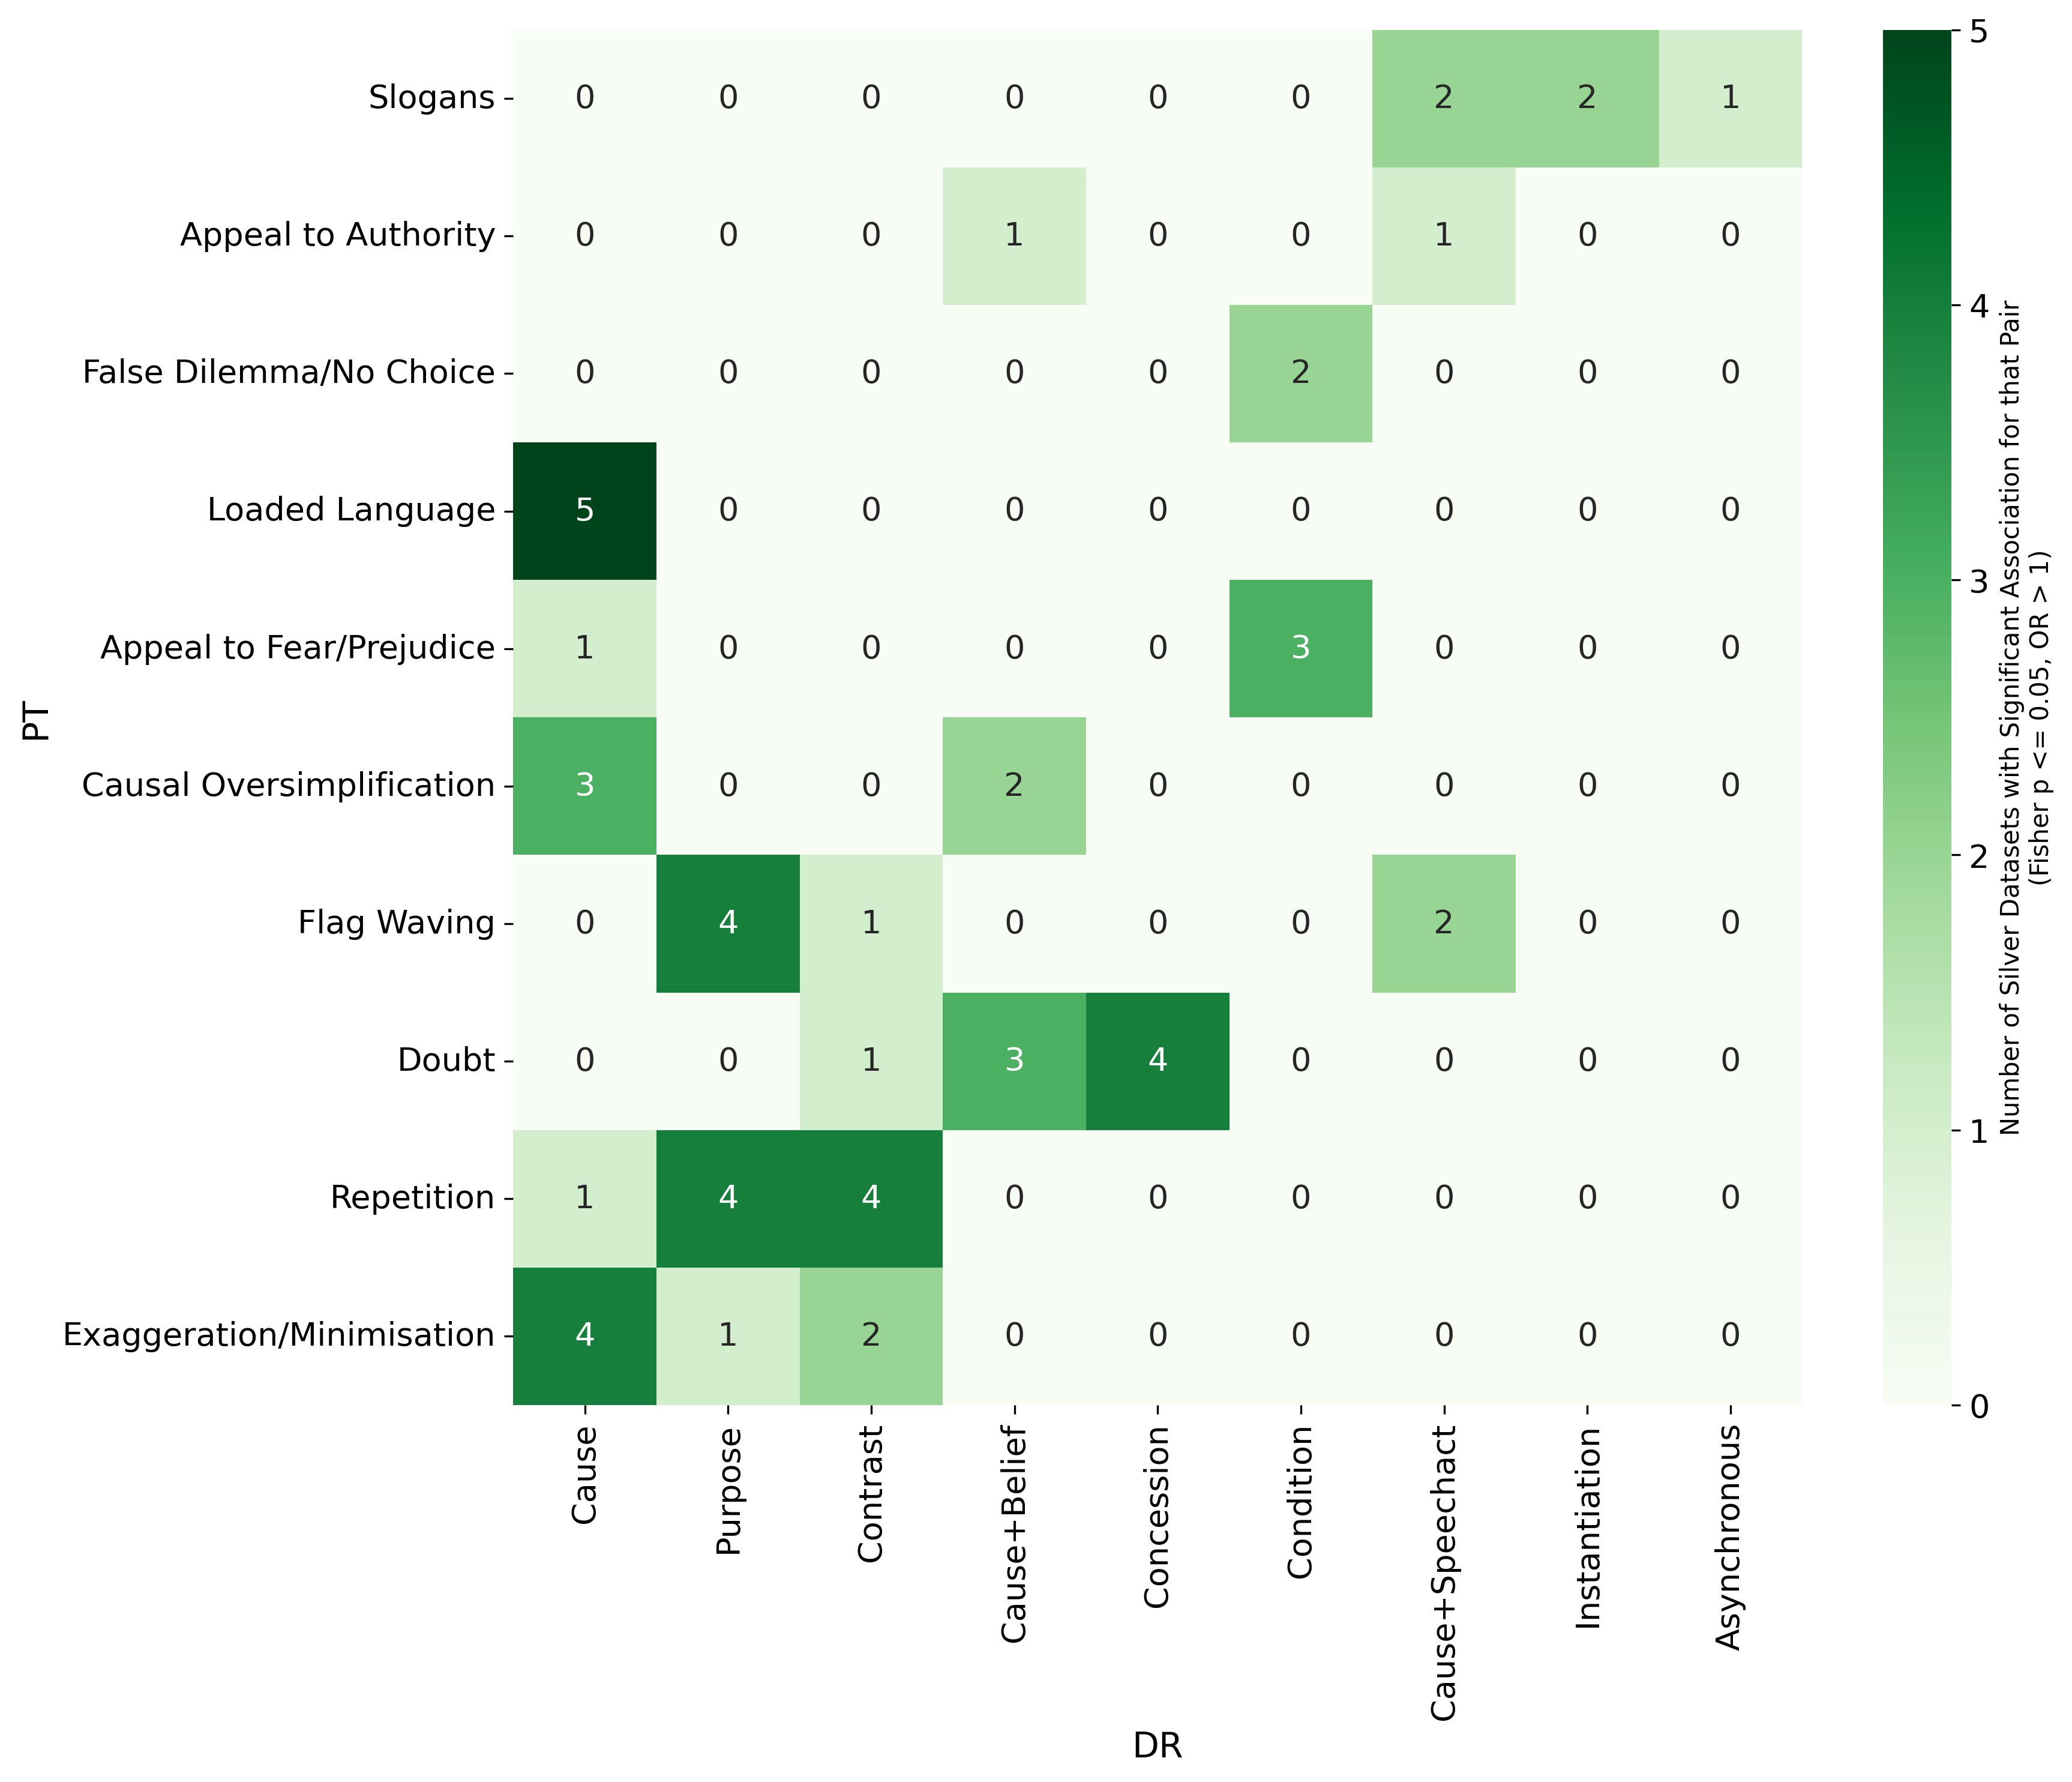 Slogans 0 0 0 0 0 0 2 2 1
Appeal to Authority 0 0 0 1 0 0 1 0 0
False Dilemma/No Choice 0 0 0 0 0 2 0 0 0
Loaded Language 5 0 0 0 0 0 0 0 0
Appeal to Fear/Prejudice 1 0 0 0 0 3 0 0 0
Causal Oversimplification 3 0 0 2 0 0 0 0 0
Flag Waving 0 4 1 0 0 0 2 0 0
Doubt 0 0 1 3 4 0 0 0 0
Repetition 1 4 4 0 0 0 0 0 0
Exaggeration/Minimisation 4 1 2 0 0 0 0 0 0
PT
Cause
Purpose
Contrast
Cause+Belief
Concession
Condition
Cause+Speechact
Instantiation
Asynchronous
DR
5
4
3
2
1
0
Number of Silver Datasets with Significant Association for that Pair
(Fisher p <= 0.05, OR > 1)